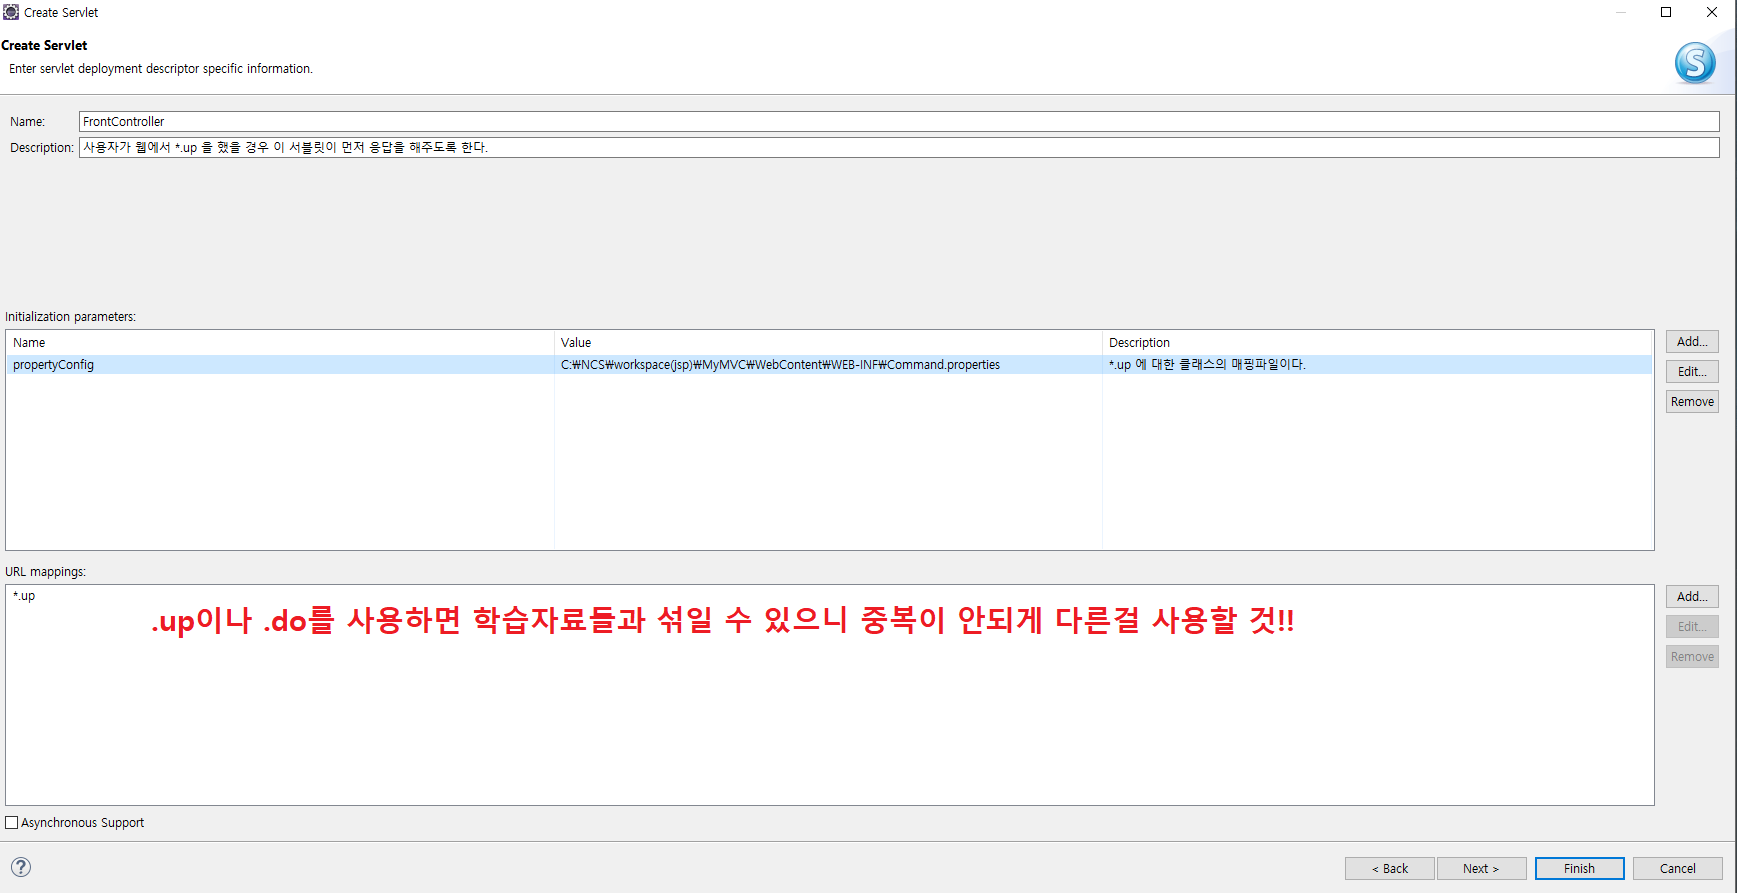 Create Servlet
Create Servlet
Enter servlet deployment descriptor specific information.
S
Name: FrontController
Description: 사용자가 웹에서 *.up 을 했을 경우 이 서블릿이 먼저 응답을 해주도록 한다.
Initialization parameters:
Name Value Description Add...
propertyConfig C:₩NCS₩workspace(jsp)₩MyMVC₩WebContent₩WEB-INF₩Command.properties *.up 에 대한 클래스의 매핑파일이다.
Edit...
Remove
URL mappings:
*.up Add...
.up이나 .do를 사용하면 학습자료들과 섞일 수 있으니 중복이 안되게 다른걸 사용할 것!!
Edit...
Remove
Asynchronous Support
? < Back Next > Finish Cancel